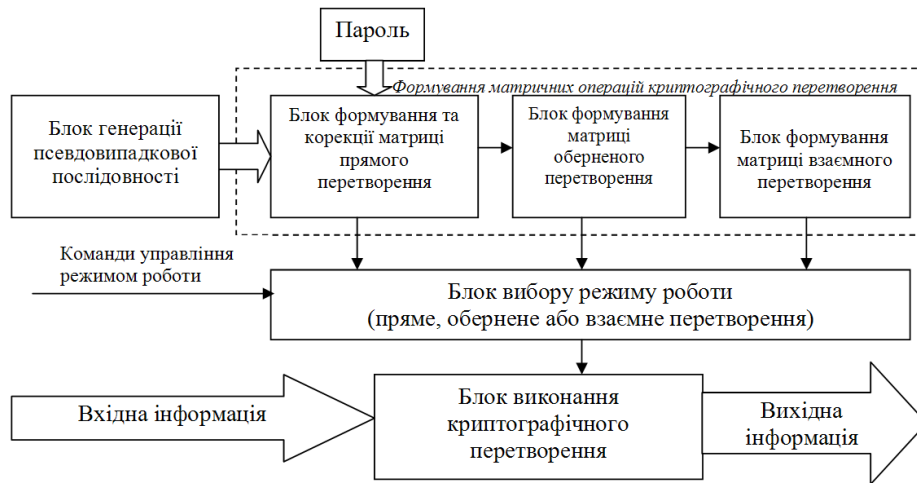 Пароль
Формування матричних операцій криптографічного перетворення
Блок генерації
псевдовипадкової
послідовності
Блок формування та
корекції матриці
прямого
перетворення
Блок формування
матриці
оберненого
перетворення
Блок формування
матриці взаємного
перетворення
Команди управління
режимом роботи
Блок вибору режиму роботи
(пряме, обернене або взаємне перетворення)
Вхідна інформація
Блок виконання
криптографічного
перетворення
Вихідна
інформація